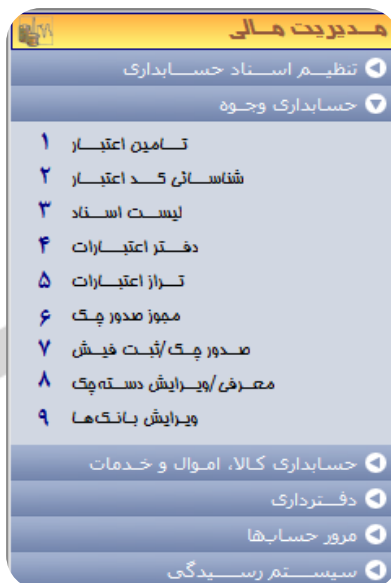 مدیریت مالی
تنظیم اسناد حسابداری
حسابداری وجوه
تامین اعتبار ۱
شناسائی کد اعتبار ۲
لیست اسناد ۳
دفتر اعتبارات ۴
تراز اعتبارات ۵
مجوز صدور چک ۶
صدور چک/ثبت فیش ۷
معرفی/ویرایش دسته‌چک ۸
ویرایش بانک‌ها ۹
حسابداری کالا، اموال و خدمات
دفترداری
مرور حساب‌ها
سیستم رسیدگی